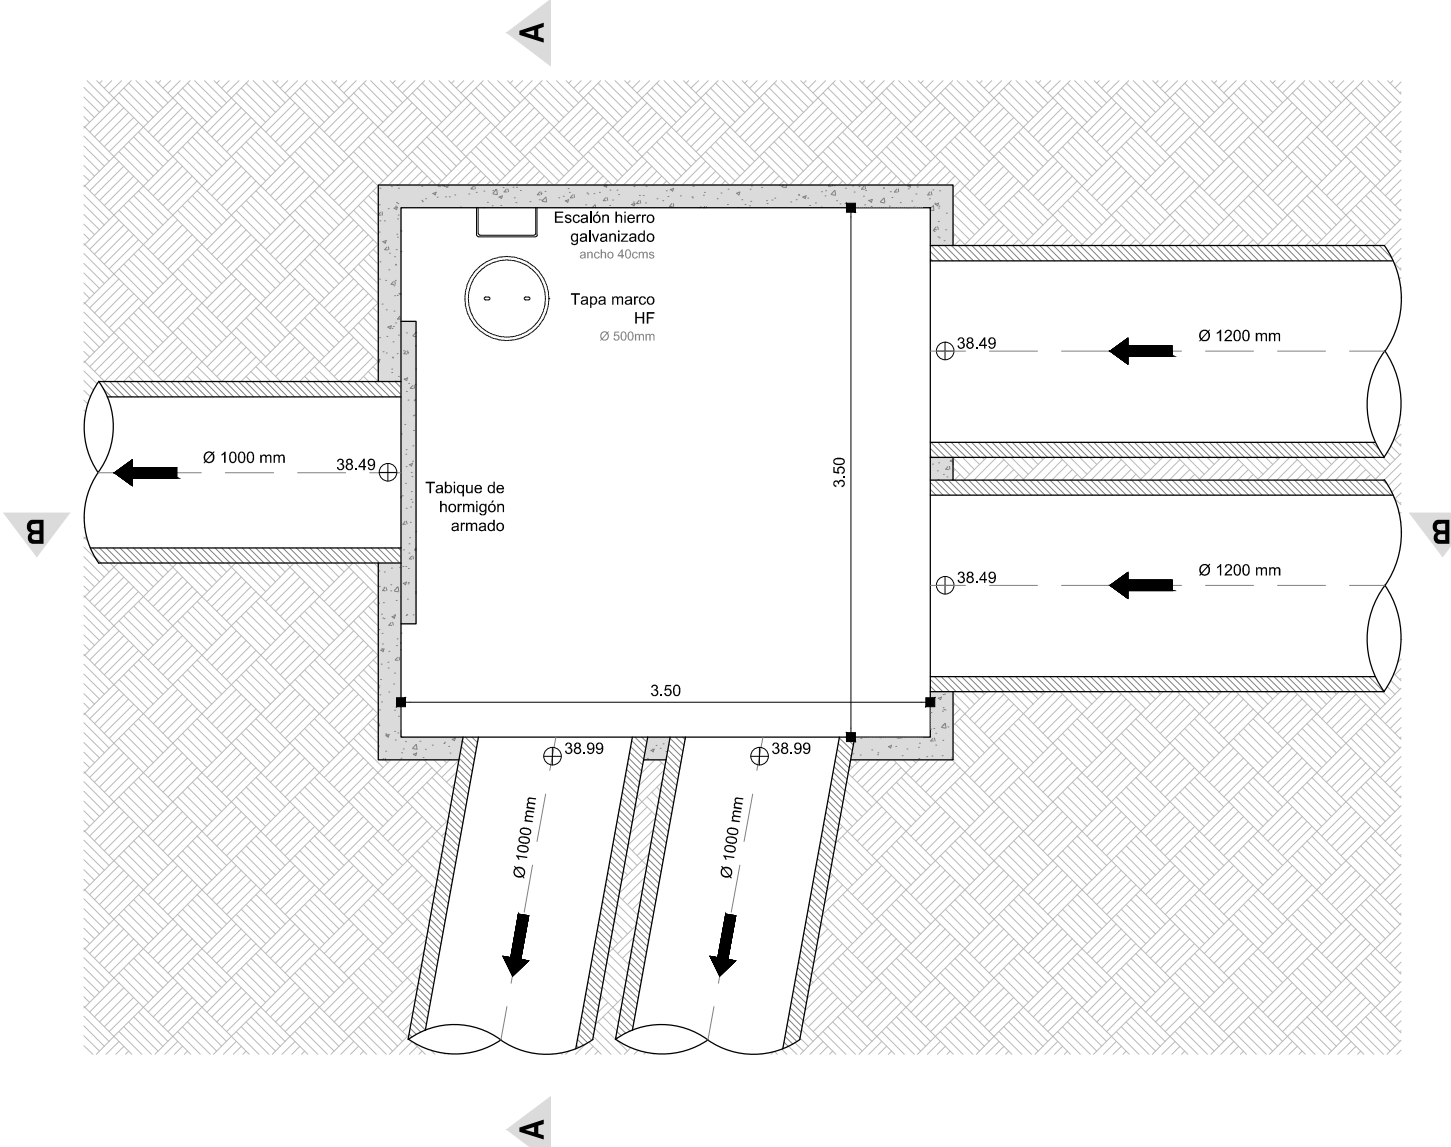 A
Escalón hierro
galvanizado
ancho 40cms
Tapa marco
HF
Ø 500mm
38.49
Ø 1200 mm
Ø 1000 mm
38.49
Tabique de
hormigón
armado
3.50
B
B
38.49
Ø 1200 mm
3.50
38.99
38.99
Ø 1000 mm
Ø 1000 mm
A